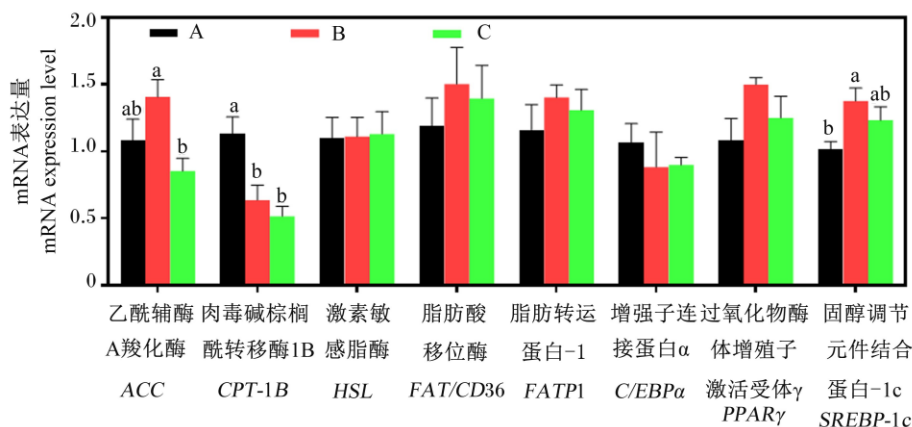 mRNA表达量
mRNA expression level
2.0
1.5
1.0
0.5
0
A
B
C
ab
a
b
a
b
b
b
a
ab
乙酰辅酶
A羧化酶
ACC
肉毒碱棕榈
酰转移酶1B
CPT-1B
激素敏
感脂酶
HSL
脂肪酸
移位酶
FAT/CD36
脂肪转运
蛋白-1
FATP1
增强子连
接蛋白α
C/EBPα
过氧化物酶
体增殖子
激活受体γ
PPARγ
固醇调节
元件结合
蛋白-1c
SREBP-1c